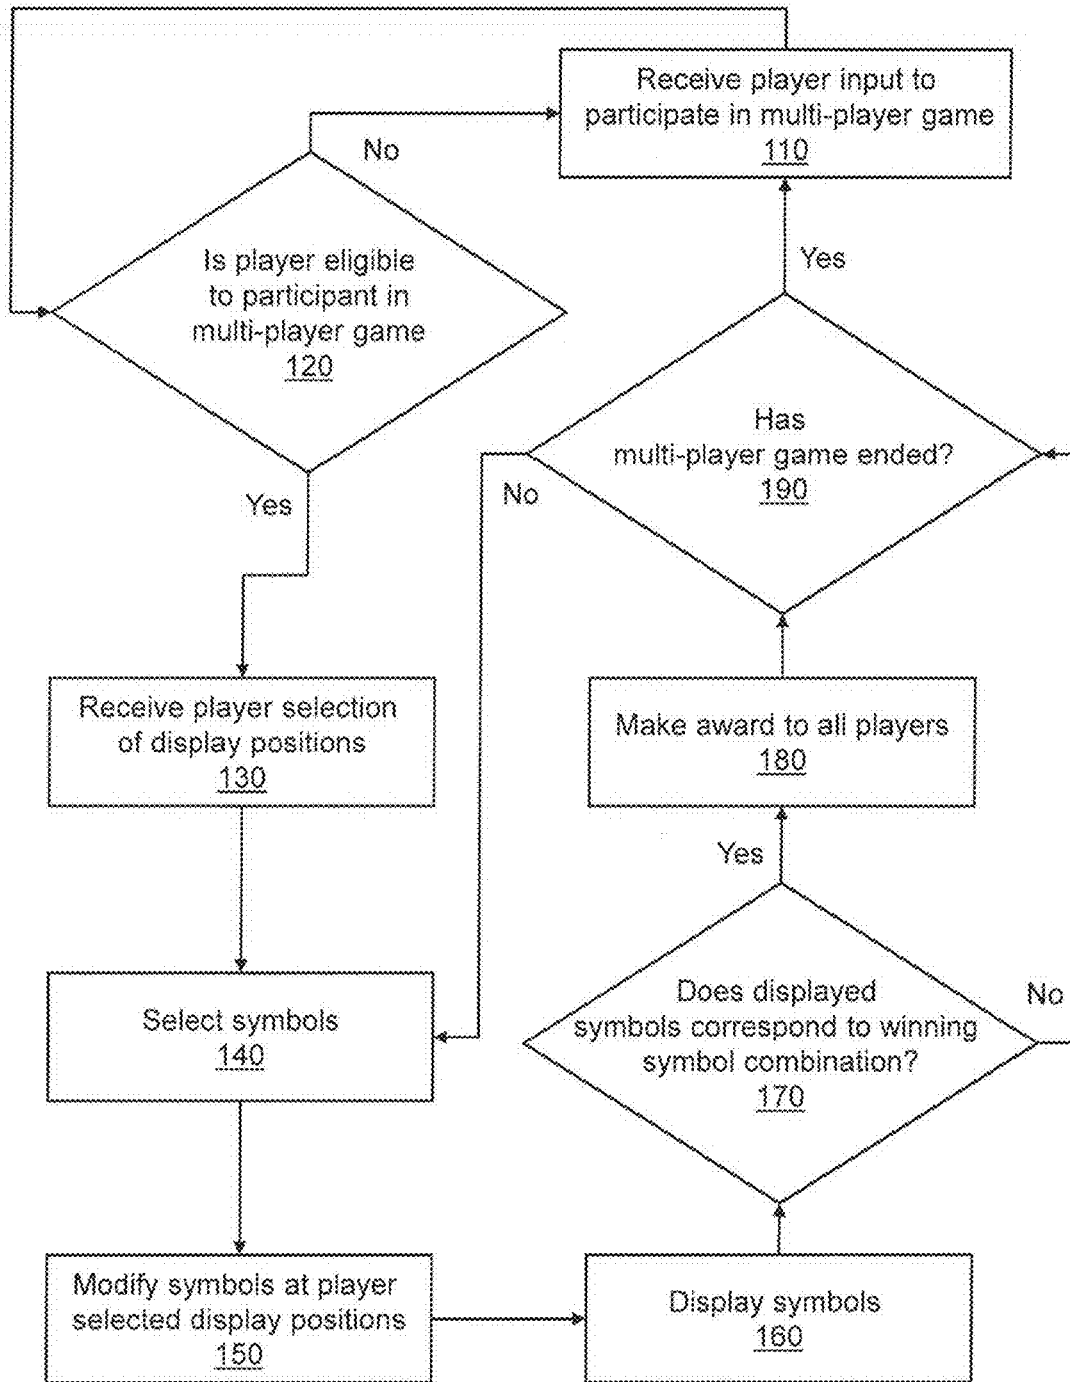 Receive player input to
participate in multi-player game
110
No
Is player eligible
to participant in
multi-player game
120
Yes
Yes
Has
multi-player game ended?
190
No
Receive player selection
of display positions
130
Make award to all players
180
Yes
Select symbols
140
Does displayed
symbols correspond to winning
symbol combination?
170
No
Modify symbols at player
selected display positions
150
Display symbols
160